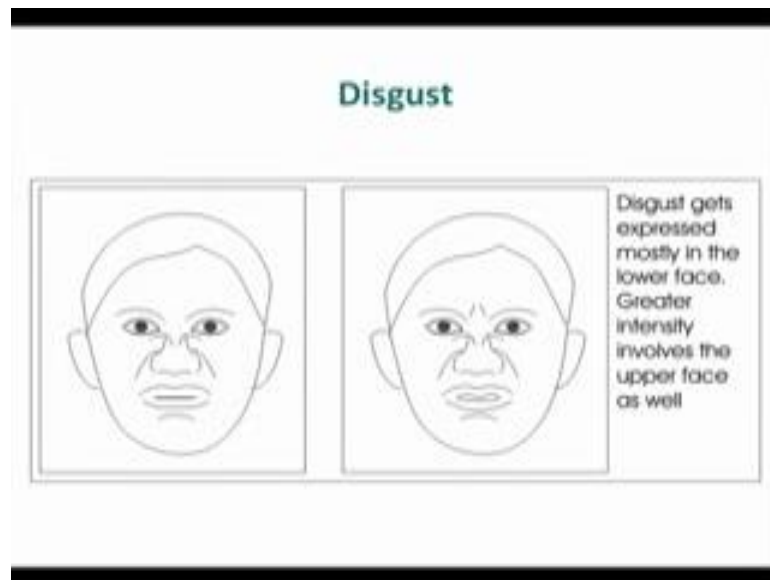 Disgust
Disgust gets
expressed
mostly in the
lower face.
Greater
intensity
involves the
upper face
as well